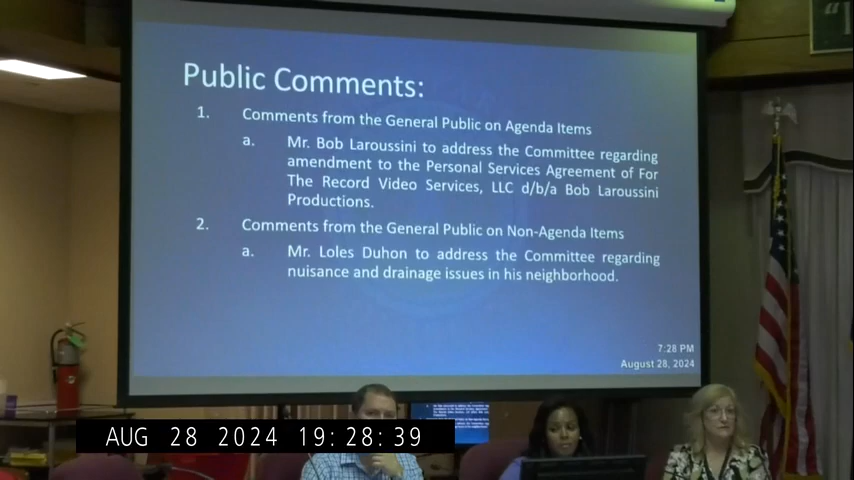 Public Comments:
1. Comments from the General Public on Agenda Items
a. Mr. Bob Laroussini to address the Committee regarding
amendment to the Personal Services Agreement of For
The Record Video Services, LLC d/b/a Bob Laroussini
Productions.
2. Comments from the General Public on Non-Agenda Items
a. Mr. Loles Duhon to address the Committee regarding
nuisance and drainage issues in his neighborhood.
7:28 PM
August 28, 2024
AUG 28 2024 19:28:39